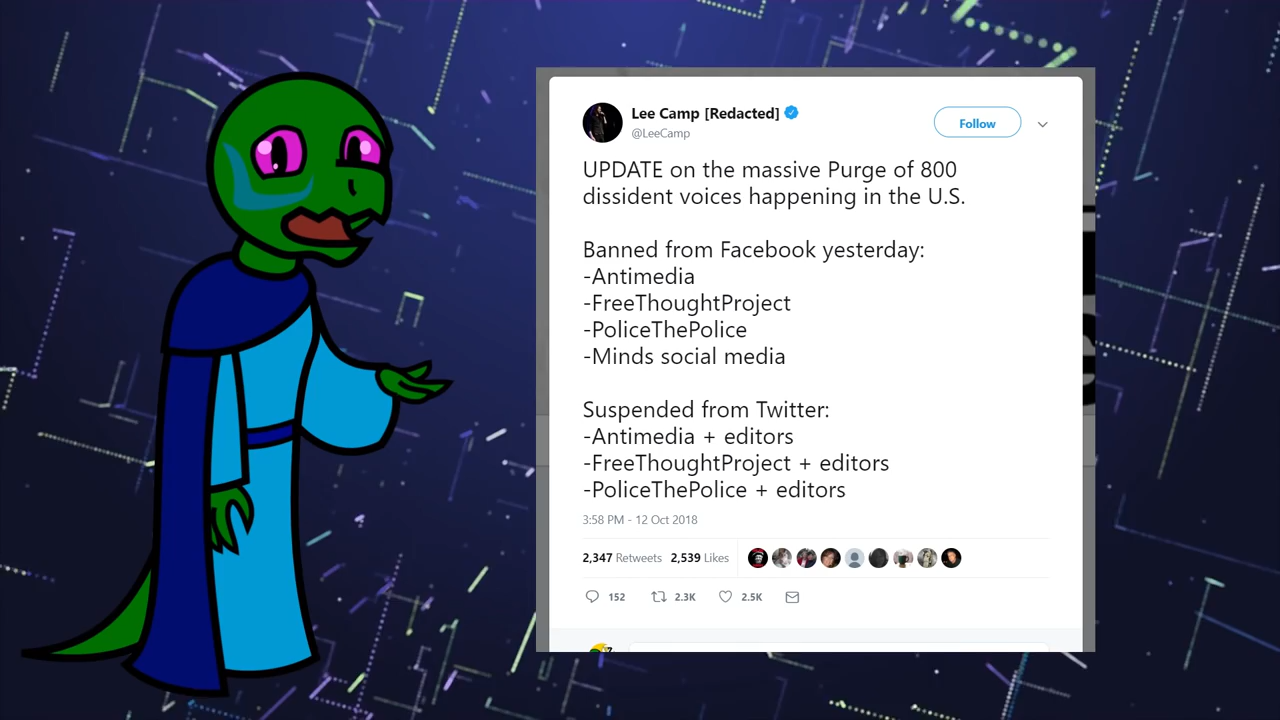 Lee Camp [Redacted]
@LeeCamp
Follow
UPDATE on the massive Purge of 800
dissident voices happening in the U.S.
Banned from Facebook yesterday:
-Antimedia
-FreeThoughtProject
-PoliceThePolice
-Minds social media
Suspended from Twitter:
-Antimedia + editors
-FreeThoughtProject + editors
-PoliceThePolice + editors
3:58 PM - 12 Oct 2018
2,347 Retweets 2,539 Likes
152 2.3K 2.5K